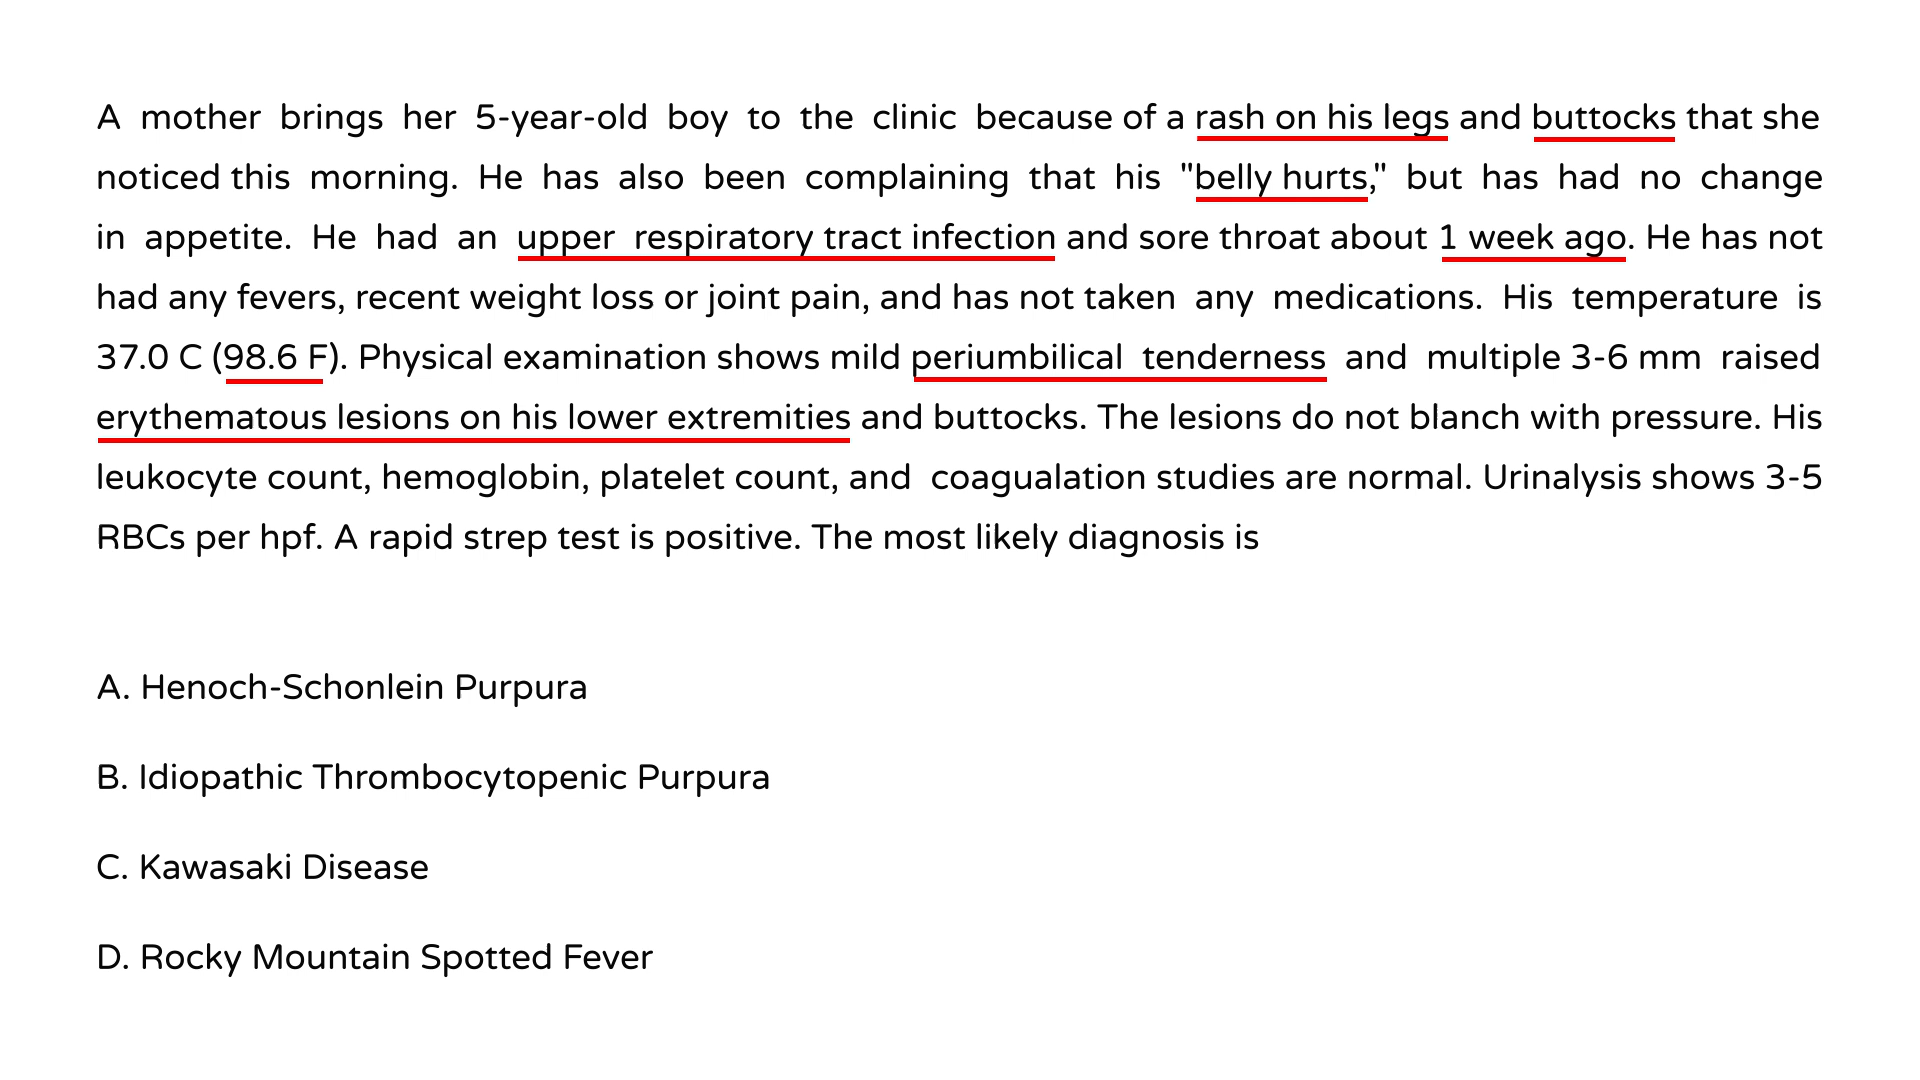 A mother brings her 5-year-old boy to the clinic because of a rash on his legs and buttocks that she
noticed this morning. He has also been complaining that his "belly hurts," but has had no change
in appetite. He had an upper respiratory tract infection and sore throat about 1 week ago. He has not
had any fevers, recent weight loss or joint pain, and has not taken any medications. His temperature is
37.0 C (98.6 F). Physical examination shows mild periumbilical tenderness and multiple 3-6 mm raised
erythematous lesions on his lower extremities and buttocks. The lesions do not blanch with pressure. His
leukocyte count, hemoglobin, platelet count, and coagualation studies are normal. Urinalysis shows 3-5
RBCs per hpf. A rapid strep test is positive. The most likely diagnosis is
A. Henoch-Schonlein Purpura
B. Idiopathic Thrombocytopenic Purpura
C. Kawasaki Disease
D. Rocky Mountain Spotted Fever